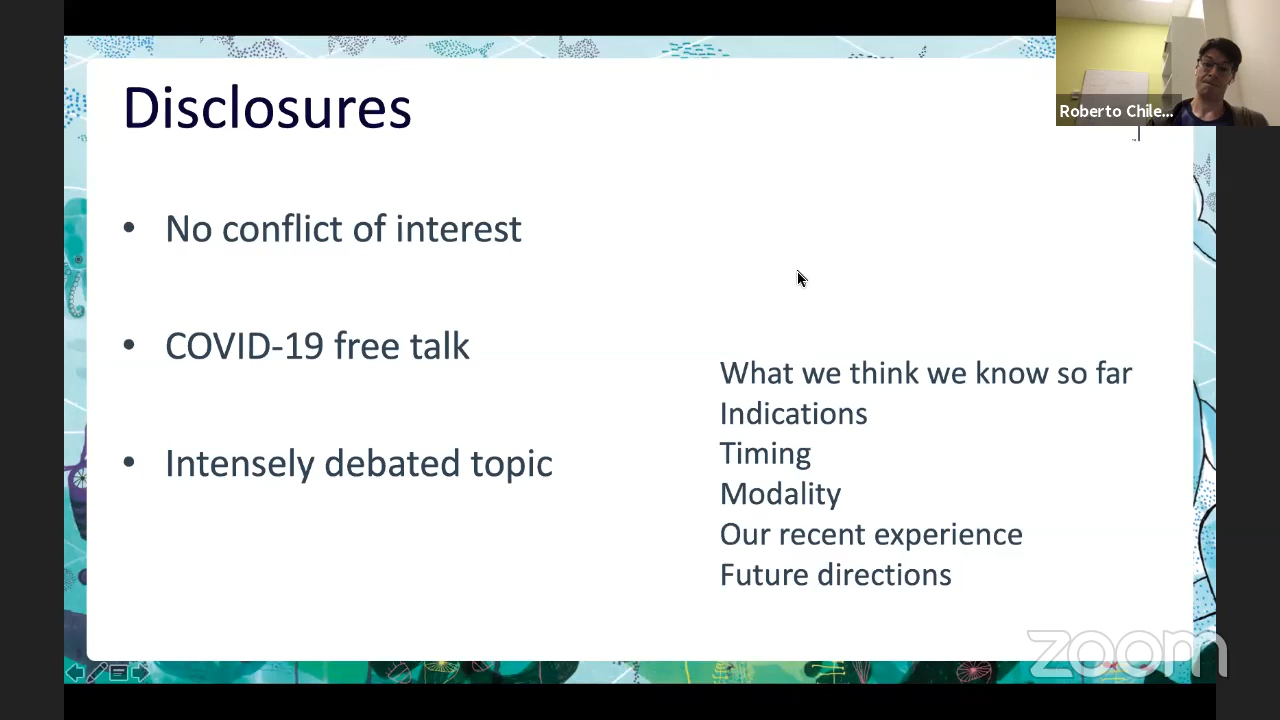 Disclosures
• No conflict of interest
• COVID-19 free talk
• Intensely debated topic
What we think we know so far
Indications
Timing
Modality
Our recent experience
Future directions
Roberto Chile...
zoom